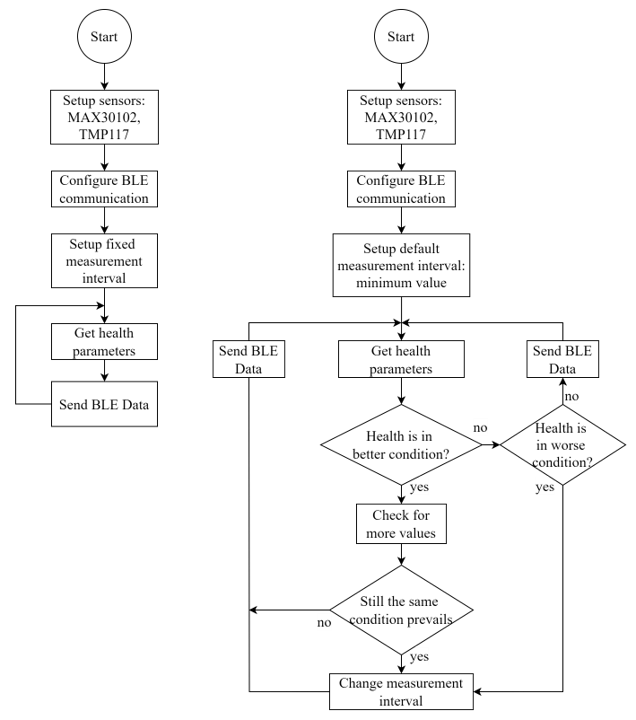 Start
Setup sensors:
MAX30102,
TMP117
Configure BLE
communication
Setup fixed
measurement
interval
Get health
parameters
Send BLE Data
Start
Setup sensors:
MAX30102,
TMP117
Configure BLE
communication
Setup default
measurement interval:
minimum value
Send BLE
Data
Get health
parameters
Send BLE
Data
Health is in
better condition?
no
Health is
in worse
condition?
no
yes
yes
Check for
more values
Still the same
condition prevails
no
yes
Change measurement
interval